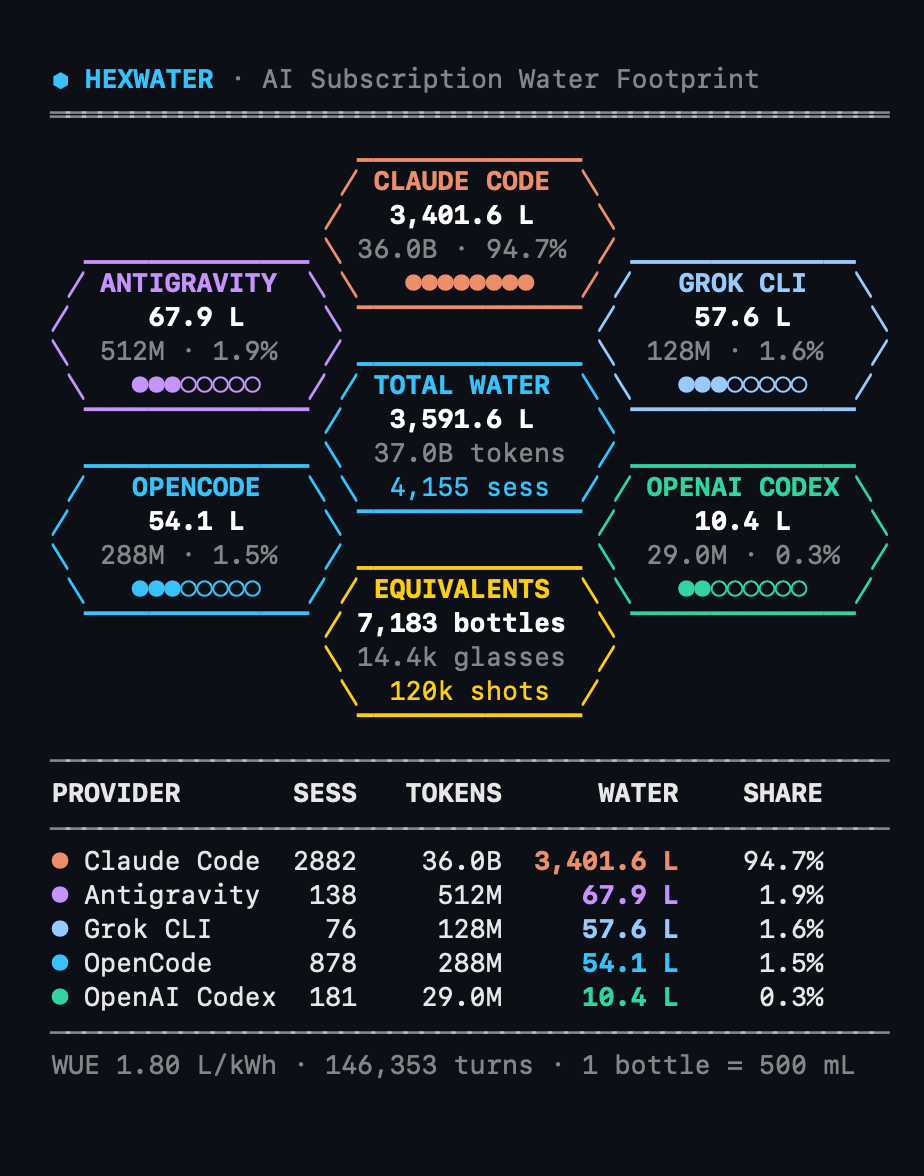 HEXWATER · AI Subscription Water Footprint
CLAUDE CODE
3,401.6 L
36.0B · 94.7%
ANTIGRAVITY
67.9 L
512M · 1.9%
GROK CLI
57.6 L
128M · 1.6%
TOTAL WATER
3,591.6 L
37.0B tokens
4,155 sess
OPENCODE
54.1 L
288M · 1.5%
OPENAI CODEX
10.4 L
29.0M · 0.3%
EQUIVALENTS
7,183 bottles
14.4k glasses
120k shots
PROVIDER SESS TOKENS WATER SHARE
Claude Code 2882 36.0B 3,401.6 L 94.7%
Antigravity 138 512M 67.9 L 1.9%
Grok CLI 76 128M 57.6 L 1.6%
OpenCode 878 288M 54.1 L 1.5%
OpenAI Codex 181 29.0M 10.4 L 0.3%
WUE 1.80 L/kWh · 146,353 turns · 1 bottle = 500 mL